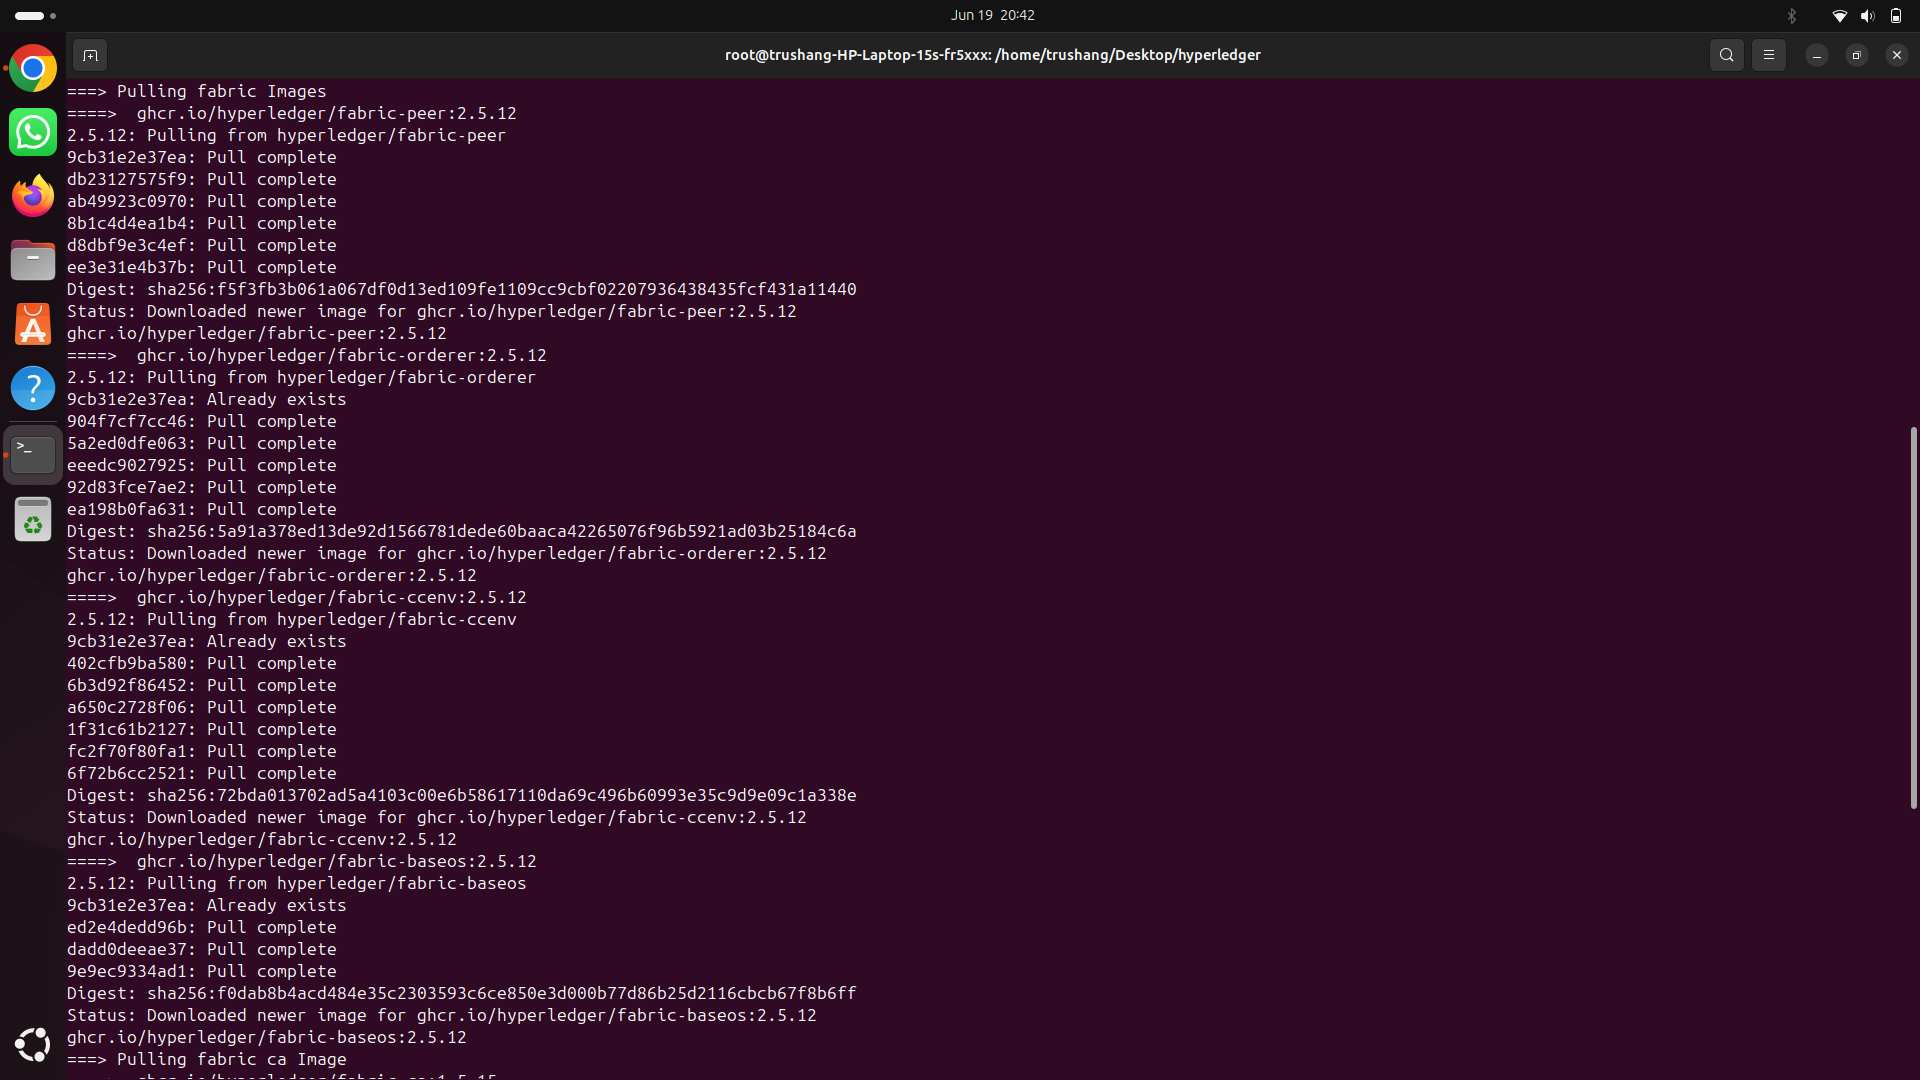 Jun 19 20:42
root@trushang-HP-Laptop-15s-fr5xxx: /home/trushang/Desktop/hyperledger
===> Pulling fabric Images
====>  ghcr.io/hyperledger/fabric-peer:2.5.12
2.5.12: Pulling from hyperledger/fabric-peer
9cb31e2e37ea: Pull complete
db23127575f9: Pull complete
ab49923c0970: Pull complete
8b1c4d4ea1b4: Pull complete
d8dbf9e3c4ef: Pull complete
ee3e31e4b37b: Pull complete
Digest: sha256:f5f3fb3b061a067df0d13ed109fe1109cc9cbf02207936438435fcf431a11440
Status: Downloaded newer image for ghcr.io/hyperledger/fabric-peer:2.5.12
ghcr.io/hyperledger/fabric-peer:2.5.12
====>  ghcr.io/hyperledger/fabric-orderer:2.5.12
2.5.12: Pulling from hyperledger/fabric-orderer
9cb31e2e37ea: Already exists
904f7cf7cc46: Pull complete
5a2ed0dfe063: Pull complete
eeedc9027925: Pull complete
92d83fce7ae2: Pull complete
ea198b0fa631: Pull complete
Digest: sha256:5a91a378ed13de92d1566781dede60baaca42265076f96b5921ad03b25184c6a
Status: Downloaded newer image for ghcr.io/hyperledger/fabric-orderer:2.5.12
ghcr.io/hyperledger/fabric-orderer:2.5.12
====>  ghcr.io/hyperledger/fabric-ccenv:2.5.12
2.5.12: Pulling from hyperledger/fabric-ccenv
9cb31e2e37ea: Already exists
402cfb9ba580: Pull complete
6b3d92f86452: Pull complete
a650c2728f06: Pull complete
1f31c61b2127: Pull complete
fc2f70f80fa1: Pull complete
6f72b6cc2521: Pull complete
Digest: sha256:72bda013702ad5a4103c00e6b58617110da69c496b60993e35c9d9e09c1a338e
Status: Downloaded newer image for ghcr.io/hyperledger/fabric-ccenv:2.5.12
ghcr.io/hyperledger/fabric-ccenv:2.5.12
====>  ghcr.io/hyperledger/fabric-baseos:2.5.12
2.5.12: Pulling from hyperledger/fabric-baseos
9cb31e2e37ea: Already exists
ed2e4dedd96b: Pull complete
dadd0deeae37: Pull complete
9e9ec9334ad1: Pull complete
Digest: sha256:f0dab8b4acd484e35c2303593c6ce850e3d000b77d86b25d2116cbcb67f8b6ff
Status: Downloaded newer image for ghcr.io/hyperledger/fabric-baseos:2.5.12
ghcr.io/hyperledger/fabric-baseos:2.5.12
===> Pulling fabric ca Image